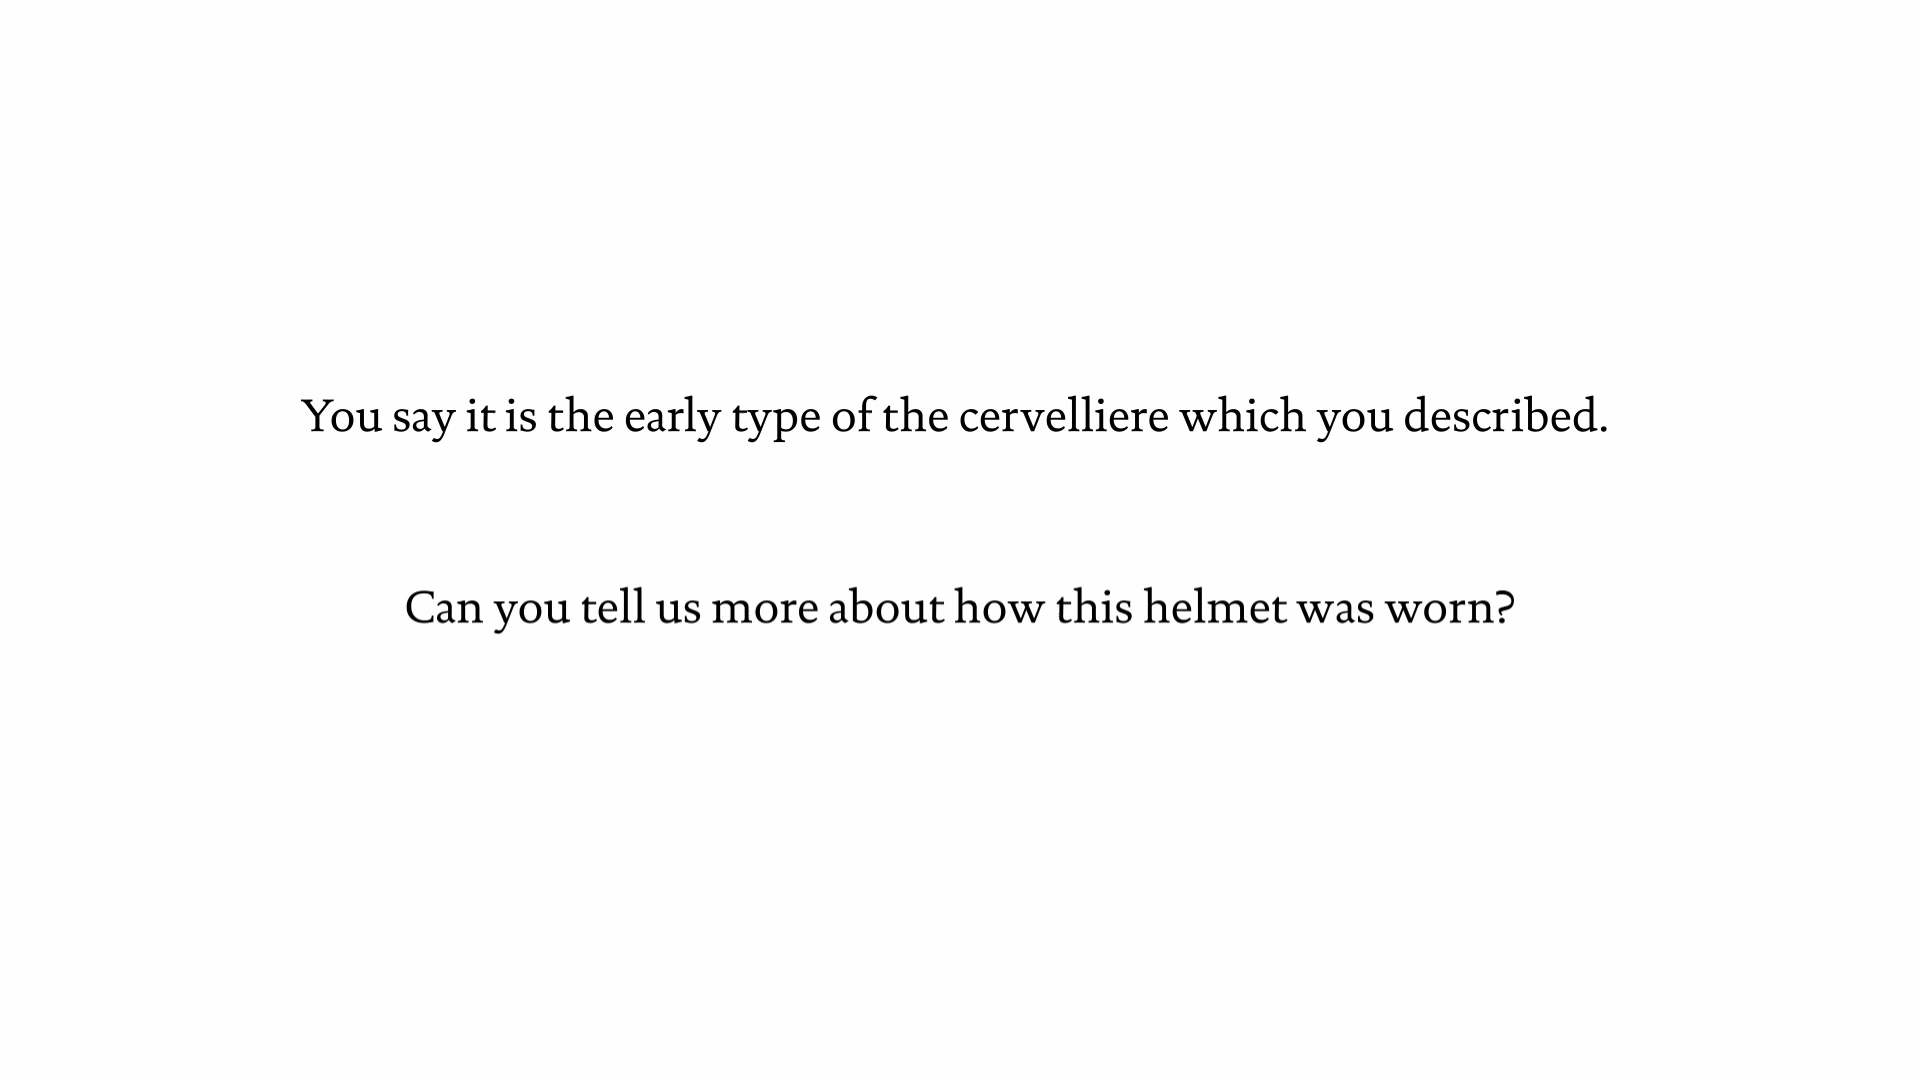 You say it is the early type of the cervelliere which you described.
Can you tell us more about how this helmet was worn?